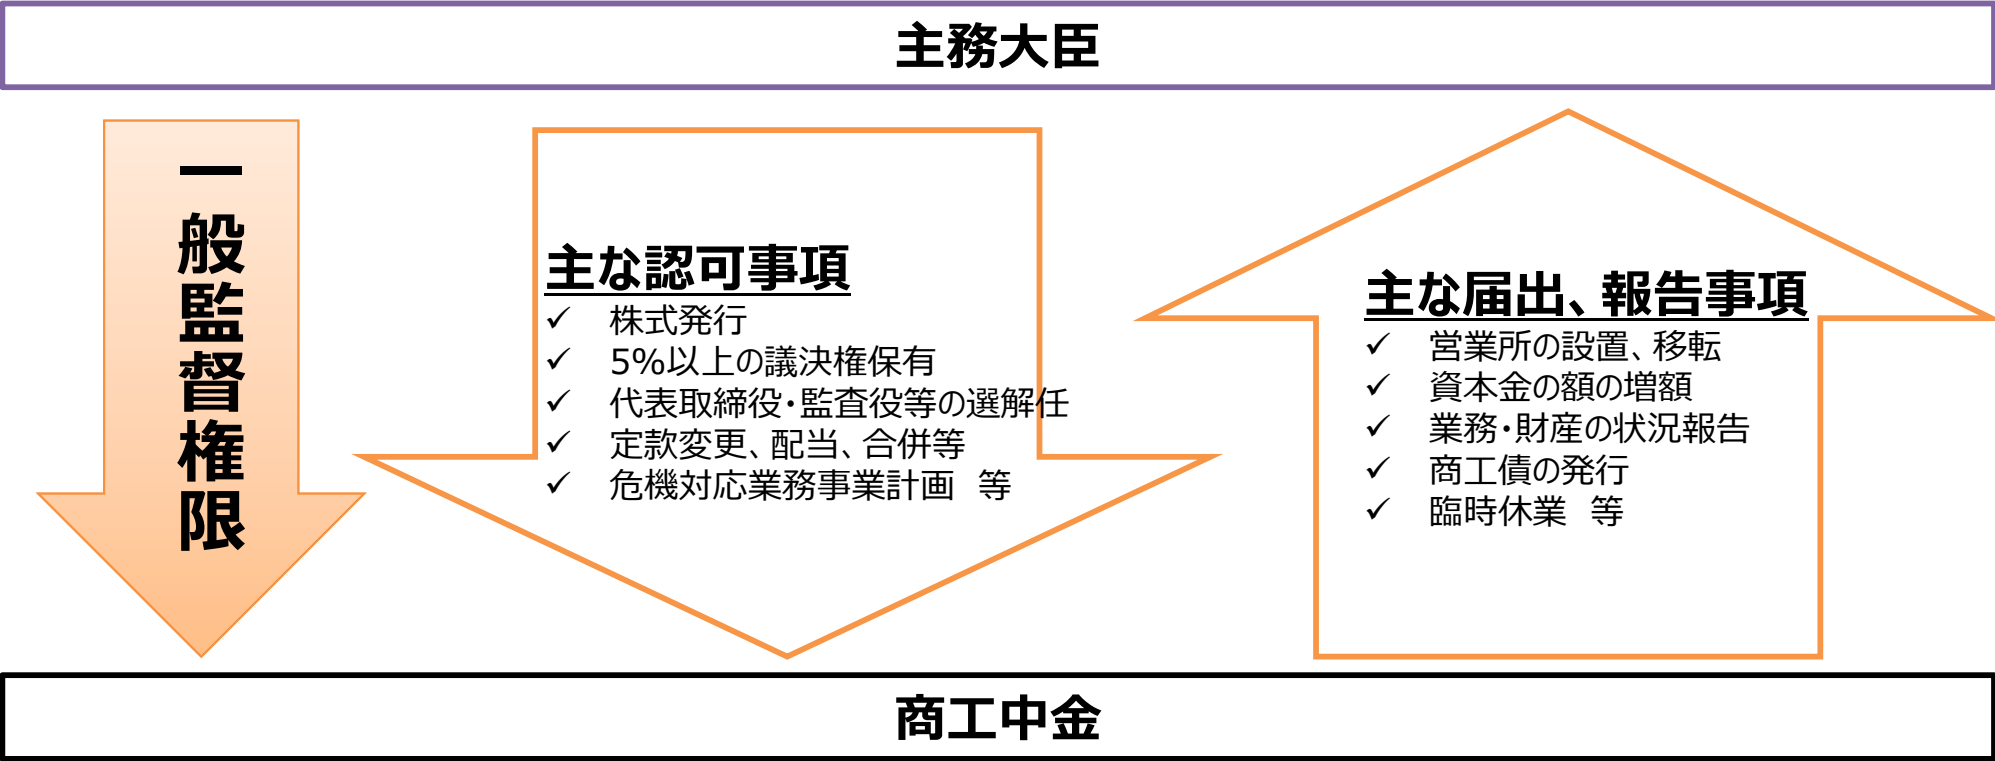 主務大臣
一般監督権限
主な認可事項
✓ 株式発行
✓ 5%以上の議決権保有
✓ 代表取締役・監査役等の選解任
✓ 定款変更、配当、合併等
✓ 危機対応業務事業計画 等
主な届出、報告事項
✓ 営業所の設置、移転
✓ 資本金の額の増額
✓ 業務・財産の状況報告
✓ 商工債の発行
✓ 臨時休業 等
商工中金